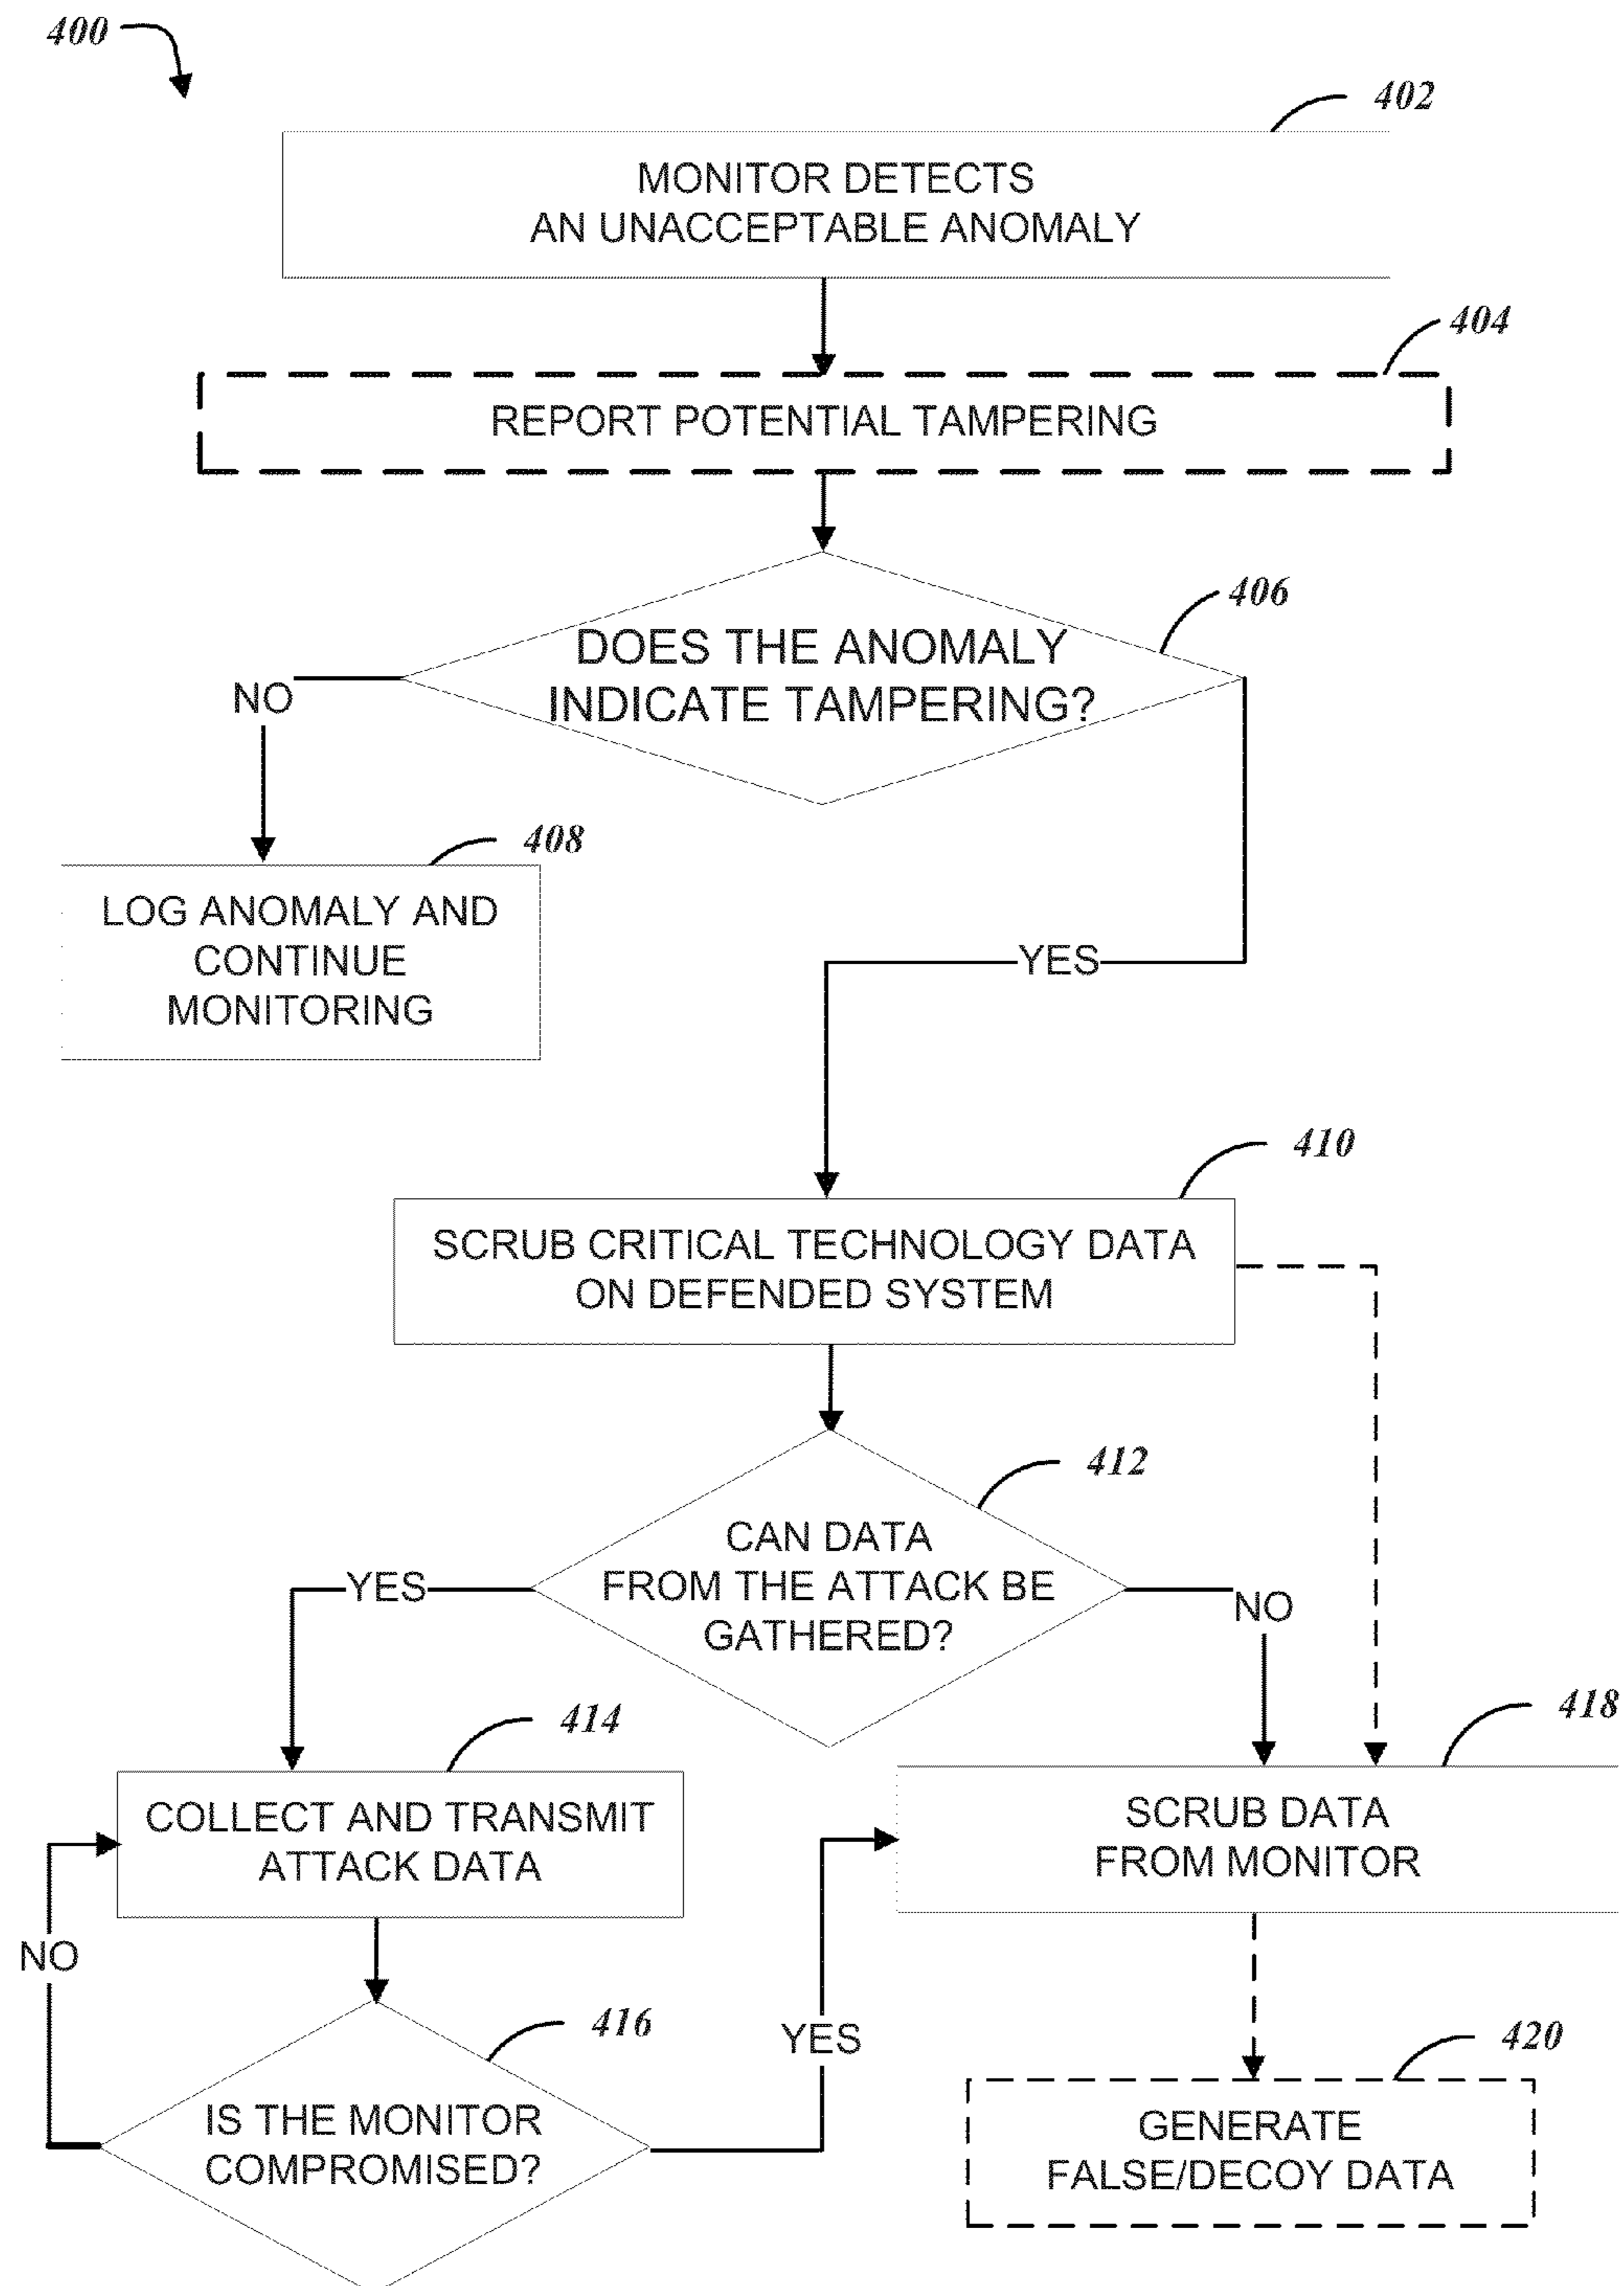 400
402
MONITOR DETECTS
AN UNACCEPTABLE ANOMALY
404
REPORT POTENTIAL TAMPERING
406
DOES THE ANOMALY
INDICATE TAMPERING?
NO
408
LOG ANOMALY AND
CONTINUE
MONITORING
YES
410
SCRUB CRITICAL TECHNOLOGY DATA
ON DEFENDED SYSTEM
412
CAN DATA
FROM THE ATTACK BE
GATHERED?
YES
NO
414
COLLECT AND TRANSMIT
ATTACK DATA
418
SCRUB DATA
FROM MONITOR
NO
416
IS THE MONITOR
COMPROMISED?
YES
420
GENERATE
FALSE/DECOY DATA